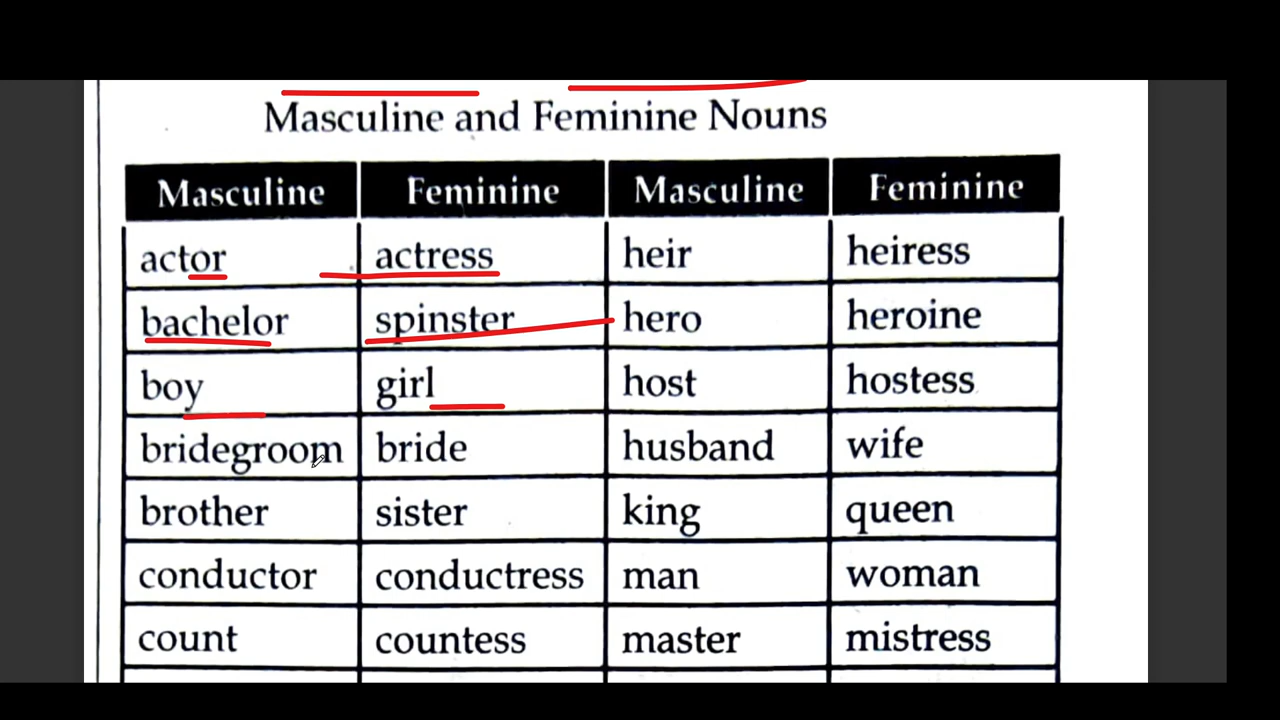 Masculine and Feminine Nouns
Masculine Feminine Masculine Feminine
actor actress heir heiress
bachelor spinster hero heroine
boy girl host hostess
bridegroom bride husband wife
brother sister king queen
conductor conductress man woman
count countess master mistress